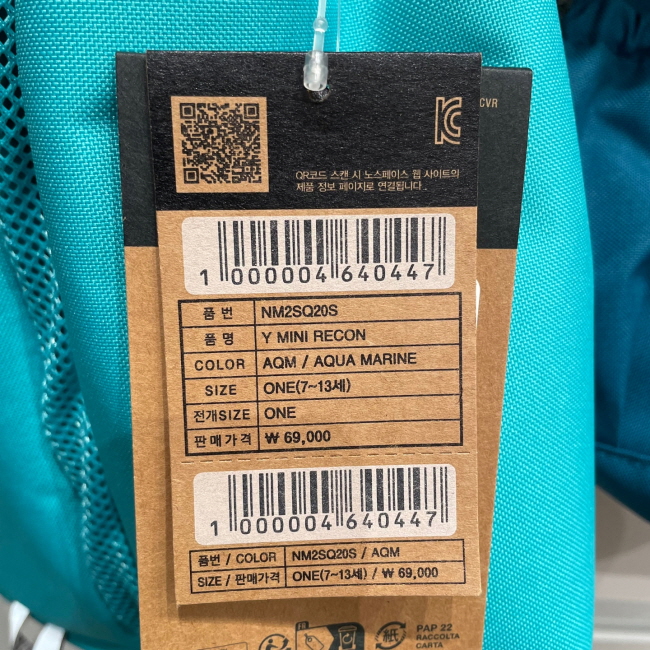 CVR
QR코드 스캔 시 노스페이스 웹 사이트의
제품 정보 페이지로 연결됩니다.
1 000004 640447
품 번 NM2SQ20S
품 명 Y MINI RECON
COLOR AQM / AQUA MARINE
SIZE ONE(7~13세)
전개SIZE ONE
판매가격 ₩ 69,000
1 000004 640447
품번 / COLOR NM2SQ20S / AQM
SIZE / 판매가격 ONE(7~13세) / ₩ 69,000
FR
紙
PAP 22
RACCOLTA
CARTA